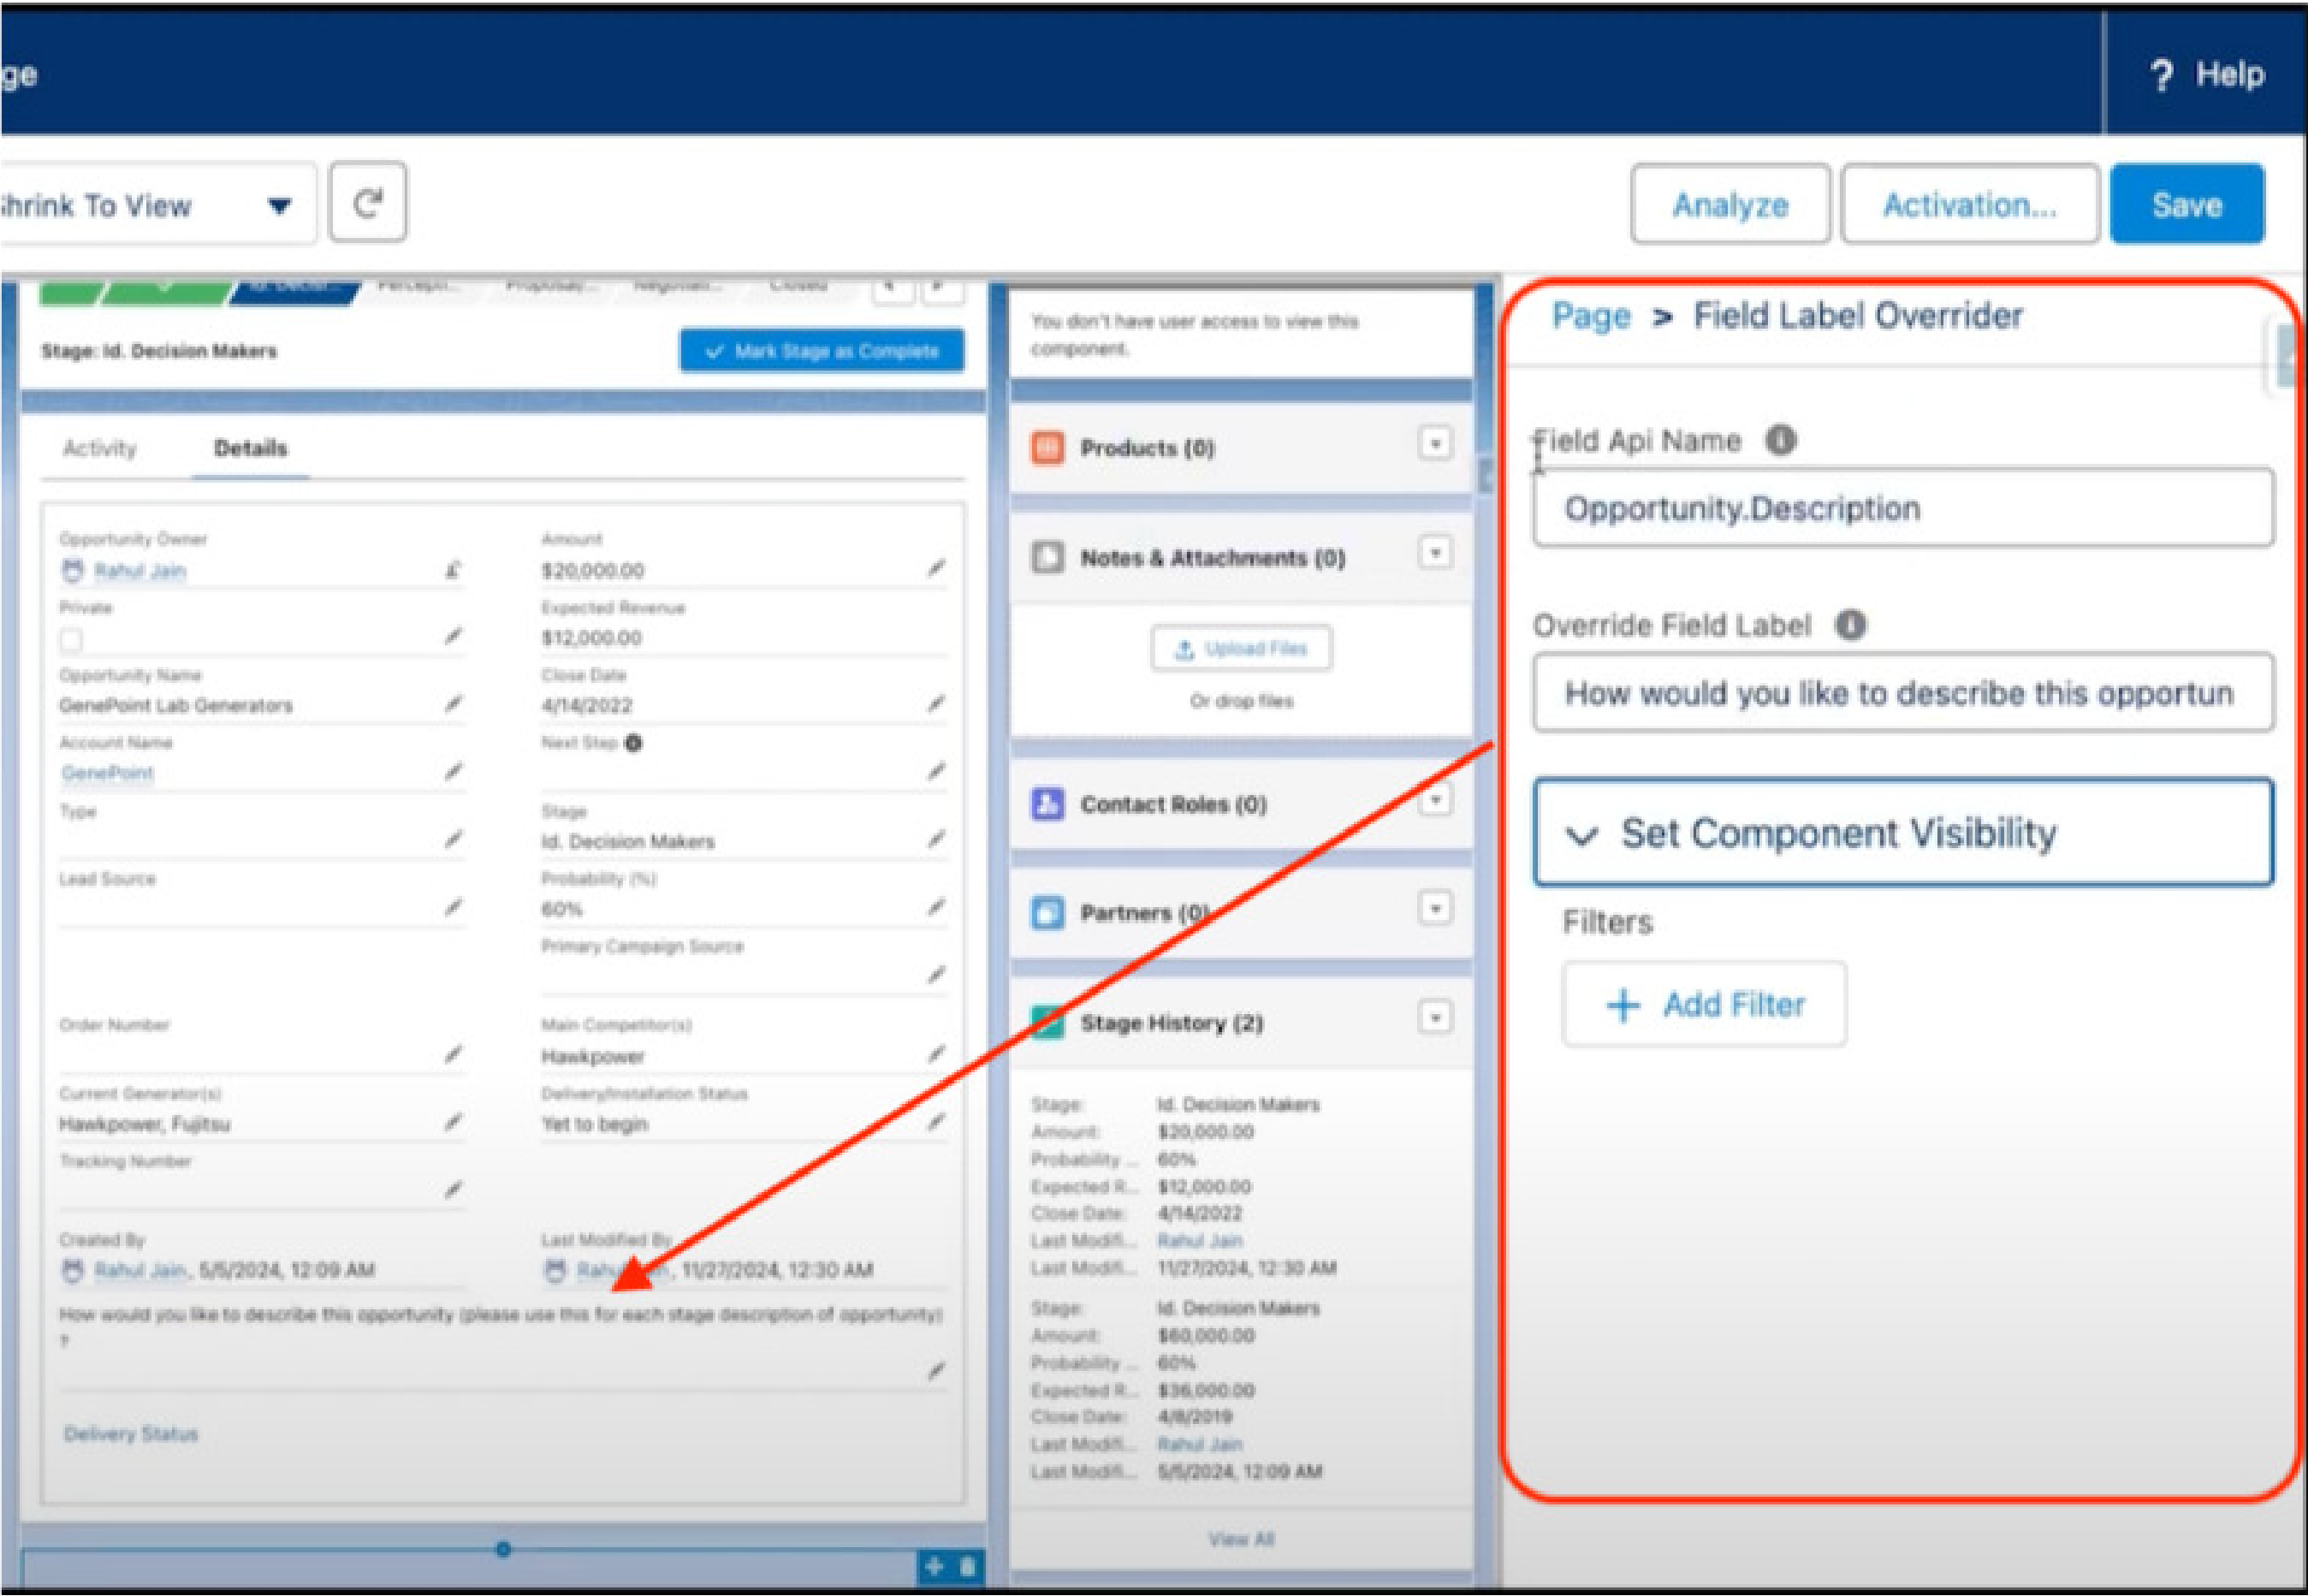 ge
? Help
Shrink To View
Analyze
Activation...
Save
Id. Decisi...
Percepti...
Proposal/...
Negotiati...
Closed
Stage: Id. Decision Makers
Mark Stage as Complete
Activity
Details
Opportunity Owner
Rahul Jain
Amount
$20,000.00
Private
Expected Revenue
$12,000.00
Opportunity Name
GenePoint Lab Generators
Close Date
4/14/2022
Account Name
GenePoint
Next Step
Type
Stage
Id. Decision Makers
Lead Source
Probability (%)
60%
Primary Campaign Source
Order Number
Main Competitor(s)
Hawkpower
Current Generator(s)
Hawkpower, Fujitsu
Delivery/Installation Status
Yet to begin
Tracking Number
Created By
Rahul Jain, 5/5/2024, 12:09 AM
Last Modified By
, 11/27/2024, 12:30 AM
How would you like to describe this opportunity (please use this for each stage description of opportunity)
?
Delivery Status
You don't have user access to view this
component.
Products (0)
Notes & Attachments (0)
Upload Files
Or drop files
Contact Roles (0)
Partners (0)
Stage History (2)
Stage: Id. Decision Makers
Amount: $20,000.00
Probability ... 60%
Expected R... $12,000.00
Close Date: 4/14/2022
Last Modifi... Rahul Jain
Last Modifi... 11/27/2024, 12:30 AM
Stage: Id. Decision Makers
Amount: $60,000.00
Probability ... 60%
Expected R... $36,000.00
Close Date: 4/8/2019
Last Modifi... Rahul Jain
Last Modifi... 5/5/2024, 12:09 AM
View All
Page > Field Label Overrider
Field Api Name
Opportunity.Description
Override Field Label
How would you like to describe this opportun
Set Component Visibility
Filters
+ Add Filter